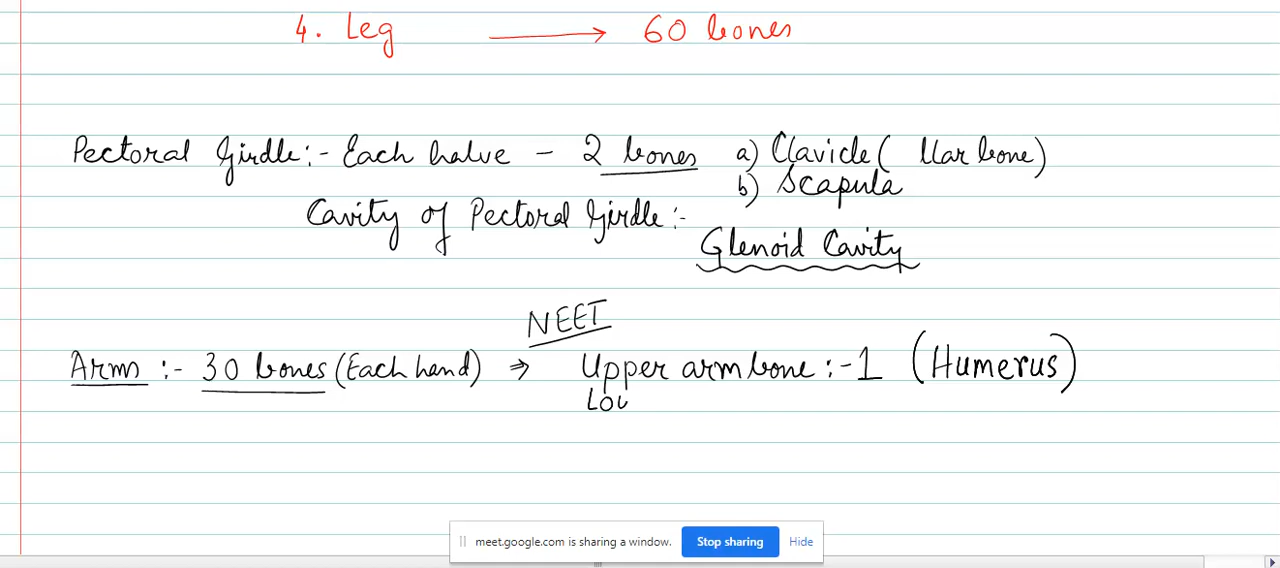 4. Leg → 60 bones
Pectoral Girdle:- Each halve - 2 bones a) Clavicle( llar bone)
b) Scapula
Cavity of Pectoral Girdle:-
Glenoid Cavity
NEET
Arms :- 30 bones (Each hand) ⇒ Upper arm bone :- 1 (Humerus)
Low
meet.google.com is sharing a window. Stop sharing Hide